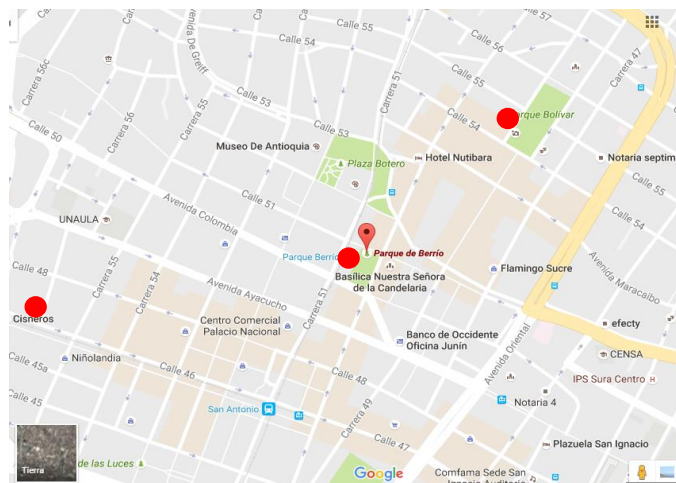 Calle 57
Calle 54
Calle 55
Calle 56
Avenida De Greiff
Carrera 56c
Carrera 51
Carrera 47
Calle 55
Calle 53
Carrera 55
Calle 54
Parque Bolívar
Carrera 56
Calle 50
Calle 53
Museo De Antioquia
Hotel Nutibara
Notaria septim
Plaza Botero
Calle 55
Calle 51
Avenida Colombia
UNAULA
Calle 54
Parque Berrío
Parque de Berrío
Calle 48
Carrera 55
Carrera 54
Basílica Nuestra Señora
de la Candelaria
Flamingo Sucre
Avenida Maracaibo
Avenida Ayacucho
Carrera 51
Cisneros
Centro Comercial
Palacio Nacional
efecty
Banco de Occidente
Oficina Junín
Avenida Oriental
CENSA
Calle 45a
Niñolandia
Calle 46
Calle 48
IPS Sura Centro
Calle 45
San Antonio
Carrera 49
Notaria 4
Calle 47
Plazuela San Ignacio
Tierra
de las Luces
Google
Comfama Sede San
Ignacio Auditorio